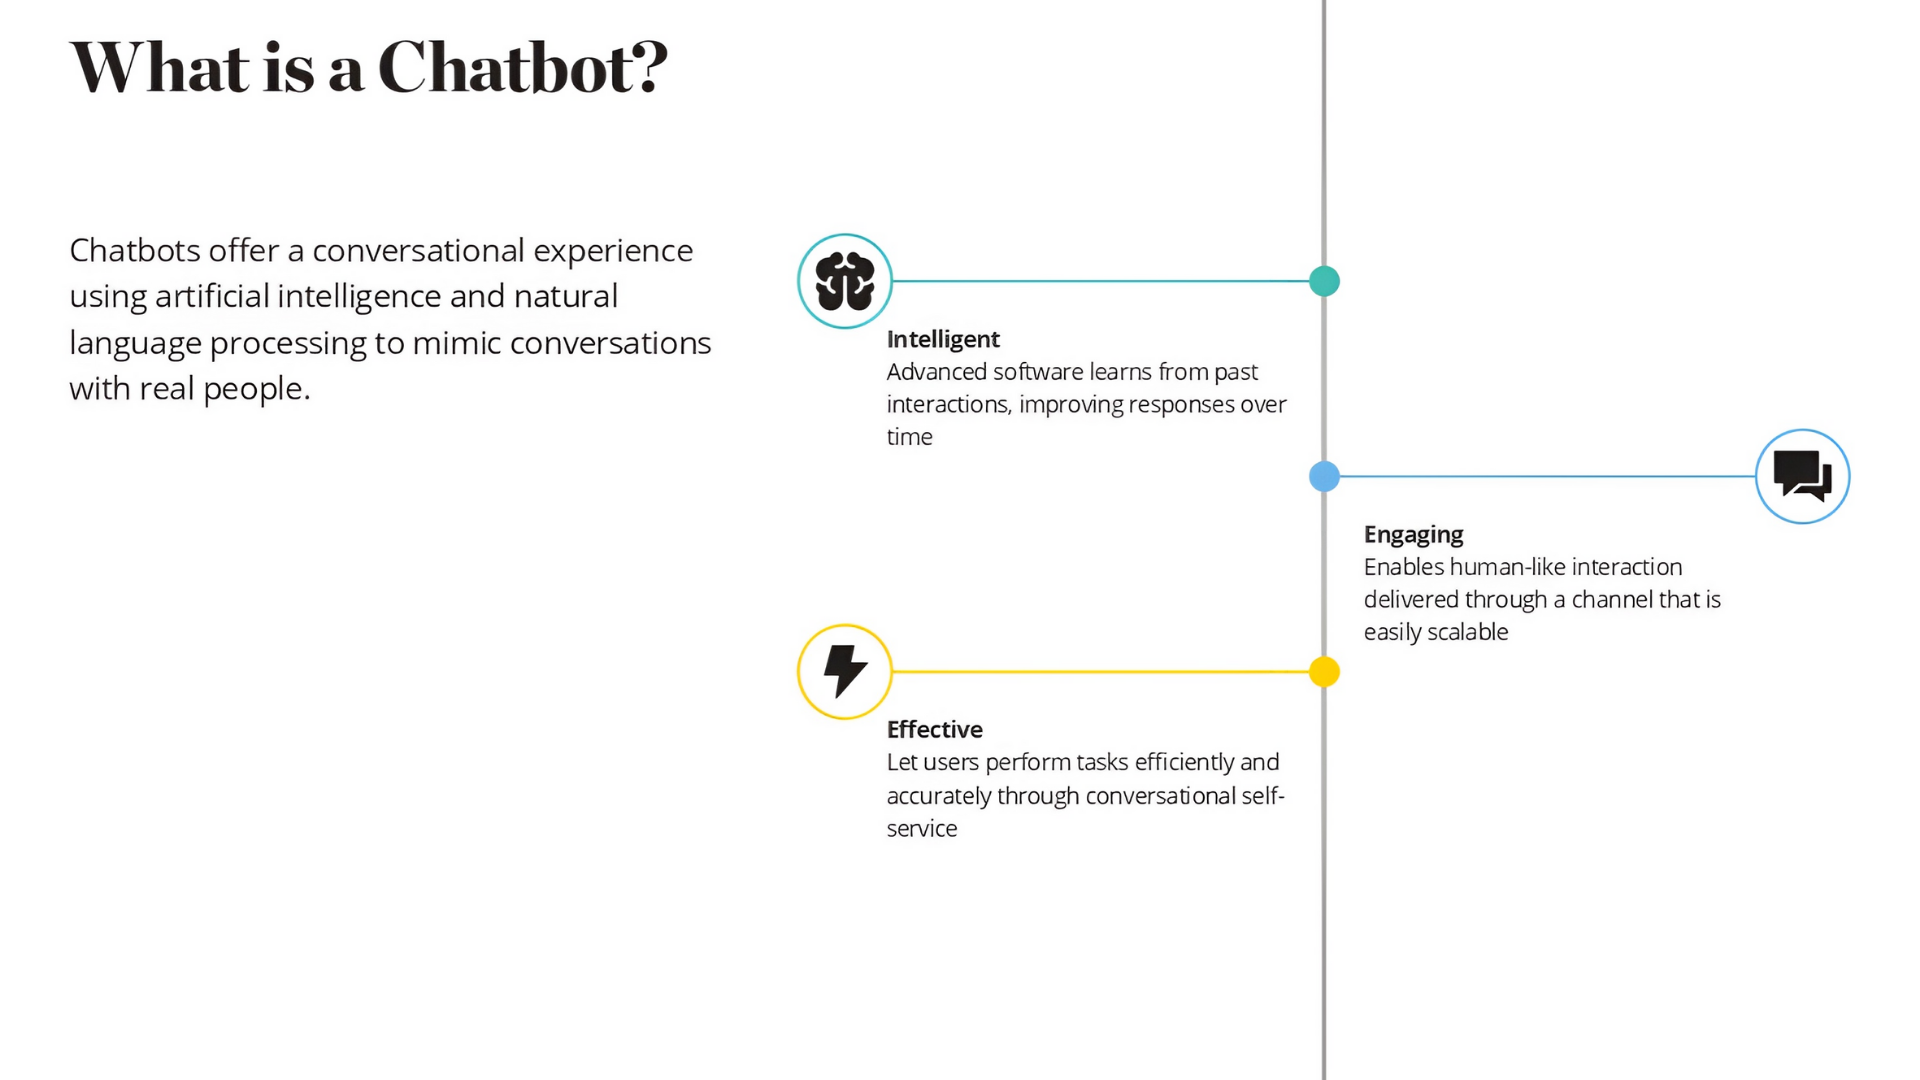 What is a Chatbot?
Chatbots offer a conversational experience
using artificial intelligence and natural
language processing to mimic conversations
with real people.
Intelligent
Advanced software learns from past
interactions, improving responses over
time
Engaging
Enables human-like interaction
delivered through a channel that is
easily scalable
Effective
Let users perform tasks efficiently and
accurately through conversational self-
service